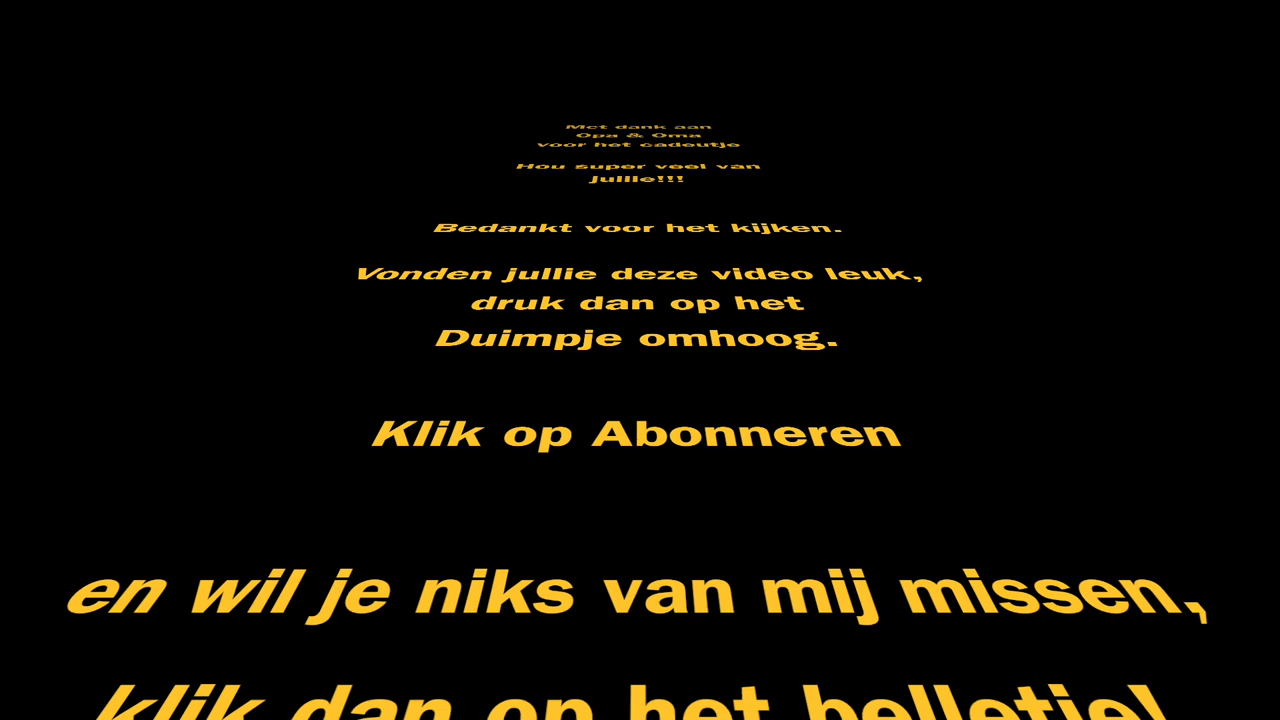 Met dank aan
Opa & Oma
voor het cadeutje
Hou super veel van
Jullie!!!
Bedankt voor het kijken.
Vonden jullie deze video leuk,
druk dan op het
Duimpje omhoog.
Klik op Abonneren
en wil je niks van mij missen,
klik dan op het belletje!